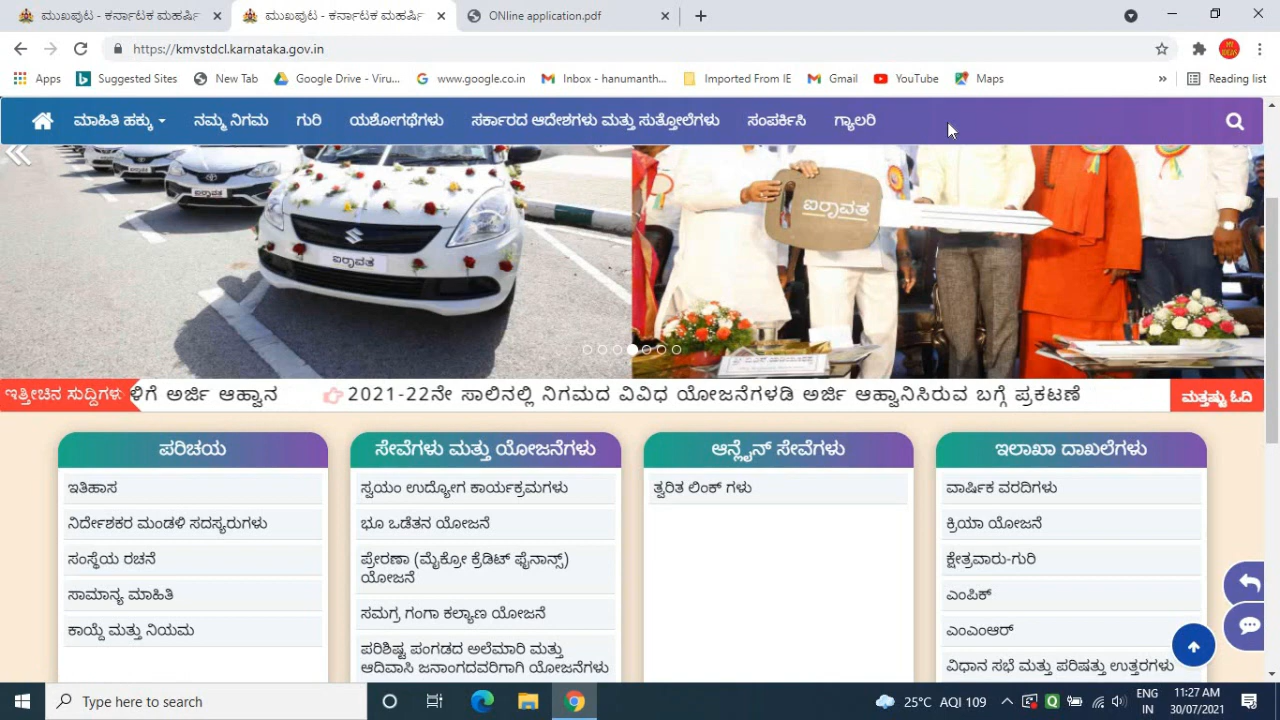 ಮುಖಪುಟ - ಕರ್ನಾಟಕ ಮಹರ್ಷಿ
ಮುಖಪುಟ - ಕರ್ನಾಟಕ ಮಹರ್ಷಿ
ONline application.pdf
https://kmvstdcl.karnataka.gov.in
Apps
Suggested Sites
New Tab
Google Drive - Viru...
www.google.co.in
Inbox - hanumanth...
Imported From IE
Gmail
YouTube
Maps
»
Reading list
ಮಾಹಿತಿ ಹಕ್ಕು
ನಮ್ಮ ನಿಗಮ
ಗುರಿ
ಯಶೋಗಥೆಗಳು
ಸರ್ಕಾರದ ಆದೇಶಗಳು ಮತ್ತು ಸುತ್ತೋಲೆಗಳು
ಸಂಪರ್ಕಿಸಿ
ಗ್ಯಾಲರಿ
ಐರಾವತ
ಐರಾವತ
ಐರಾವತ
ಇತ್ತೀಚಿನ ಸುದ್ದಿಗಳು
ಳಿಗೆ ಅರ್ಜಿ ಆಹ್ವಾನ
2021-22ನೇ ಸಾಲಿನಲ್ಲಿ ನಿಗಮದ ವಿವಿಧ ಯೋಜನೆಗಳಡಿ ಅರ್ಜಿ ಆಹ್ವಾನಿಸಿರುವ ಬಗ್ಗೆ ಪ್ರಕಟಣೆ
ಮತ್ತಷ್ಟು ಓದಿ
ಪರಿಚಯ
ಇತಿಹಾಸ
ನಿರ್ದೇಶಕರ ಮಂಡಳಿ ಸದಸ್ಯರುಗಳು
ಸಂಸ್ಥೆಯ ರಚನೆ
ಸಾಮಾನ್ಯ ಮಾಹಿತಿ
ಕಾಯ್ದೆ ಮತ್ತು ನಿಯಮ
ಸೇವೆಗಳು ಮತ್ತು ಯೋಜನೆಗಳು
ಸ್ವಯಂ ಉದ್ಯೋಗ ಕಾರ್ಯಕ್ರಮಗಳು
ಭೂ ಒಡೆತನ ಯೋಜನೆ
ಪ್ರೇರಣಾ (ಮೈಕ್ರೋ ಕ್ರೆಡಿಟ್ ಫೈನಾನ್ಸ್)
ಯೋಜನೆ
ಸಮಗ್ರ ಗಂಗಾ ಕಲ್ಯಾಣ ಯೋಜನೆ
ಪರಿಶಿಷ್ಟ ಪಂಗಡದ ಅಲೆಮಾರಿ ಮತ್ತು
ಆದಿವಾಸಿ ಜನಾಂಗದವರಿಗಾಗಿ ಯೋಜನೆಗಳು
ಆನ್ಲೈನ್ ಸೇವೆಗಳು
ತ್ವರಿತ ಲಿಂಕ್ ಗಳು
ಇಲಾಖಾ ದಾಖಲೆಗಳು
ವಾರ್ಷಿಕ ವರದಿಗಳು
ಕ್ರಿಯಾ ಯೋಜನೆ
ಕ್ಷೇತ್ರವಾರು-ಗುರಿ
ಎಂಪಿಕ್
ಎಂಎಂಆರ್
ವಿಧಾನ ಸಭೆ ಮತ್ತು ಪರಿಷತ್ತು ಉತ್ತರಗಳು
Type here to search
25°C AQI 109
ENG
IN
11:27 AM
30/07/2021